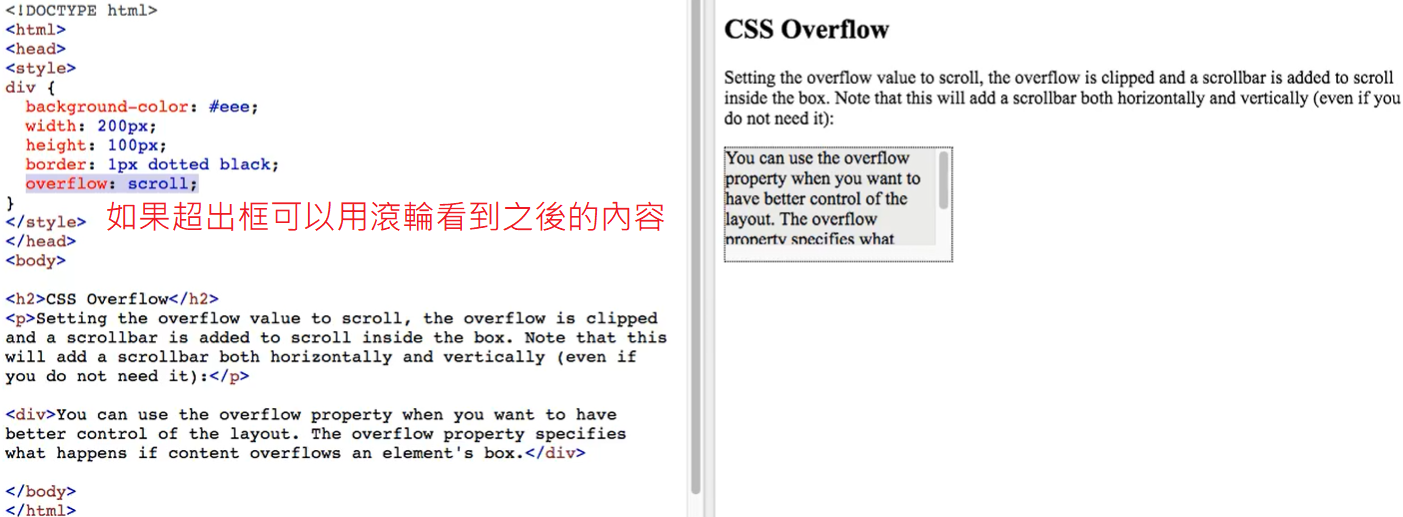 <!DOCTYPE html>
<html>
<head>
<style>
div {
  background-color: #eee;
  width: 200px;
  height: 100px;
  border: 1px dotted black;
  overflow: scroll;
}
</style>
如果超出框可以用滾輪看到之後的內容
</head>
<body>

<h2>CSS Overflow</h2>
<p>Setting the overflow value to scroll, the overflow is clipped
and a scrollbar is added to scroll inside the box. Note that this
will add a scrollbar both horizontally and vertically (even if
you do not need it):</p>

<div>You can use the overflow property when you want to have
better control of the layout. The overflow property specifies
what happens if content overflows an element's box.</div>

</body>
</html>
CSS Overflow
Setting the overflow value to scroll, the overflow is clipped and a scrollbar is added to scroll
inside the box. Note that this will add a scrollbar both horizontally and vertically (even if you
do not need it):
You can use the overflow
property when you want to
have better control of the
layout. The overflow
property specifies what